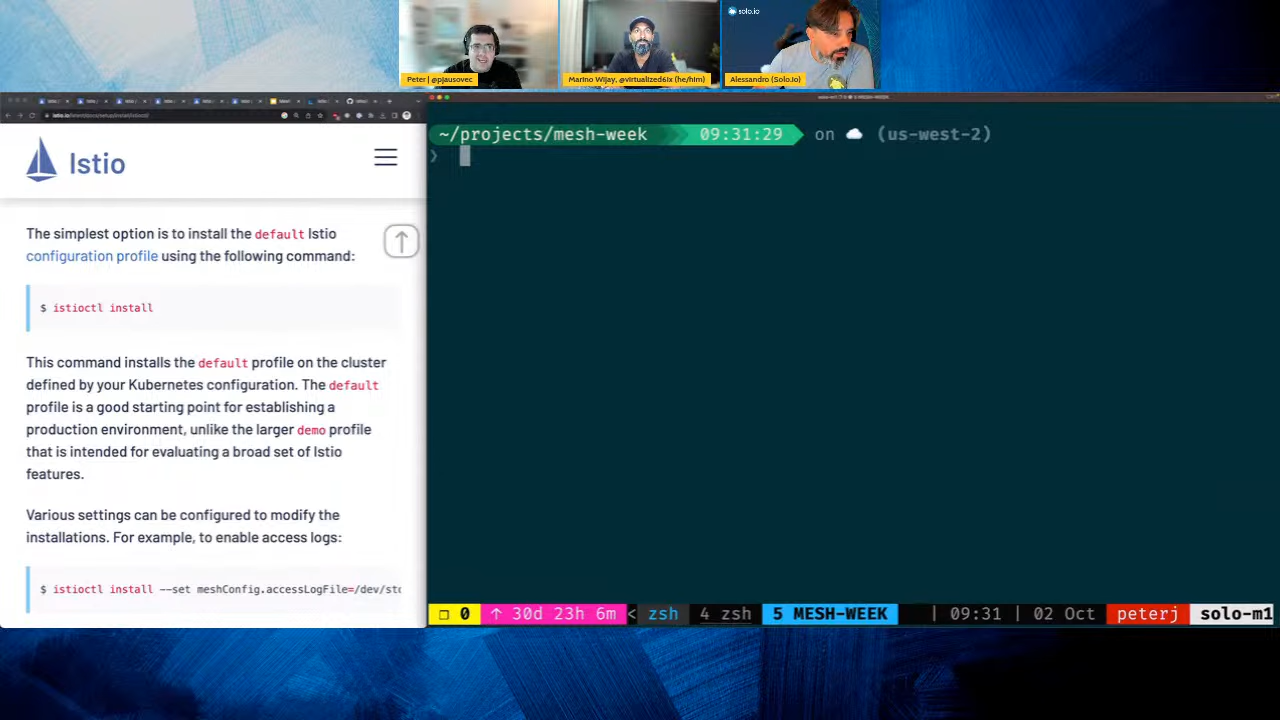 solo.io
Peter | @pjausovec
Marino Wijay, @virtualized6ix (he/him)
Alessandro (Solo.io)
Istio
The simplest option is to install the default Istio
configuration profile using the following command:
$ istioctl install
This command installs the default profile on the cluster
defined by your Kubernetes configuration. The default
profile is a good starting point for establishing a
production environment, unlike the larger demo profile
that is intended for evaluating a broad set of Istio
features.
Various settings can be configured to modify the
installations. For example, to enable access logs:
$ istioctl install --set meshConfig.accessLogFile=/dev/std
~/projects/mesh-week 09:31:29 on (us-west-2)
❯
0 ↑ 30d 23h 6m < zsh 4 zsh 5 MESH-WEEK | 09:31 | 02 Oct peterj solo-m1